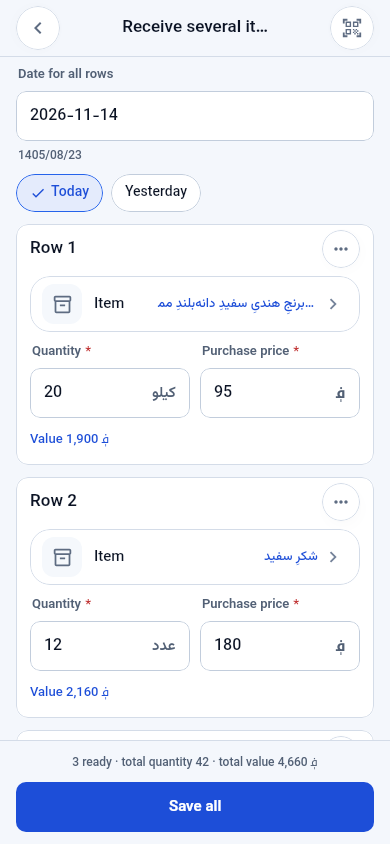 Receive several it...
Date for all rows
2026-11-14
1405/08/23
Today
Yesterday
Row 1
Item
برنجِ هندیِ سفیدِ دانه‌بلندِ مم...
Quantity *
Purchase price *
20 کیلو
95 ؋
Value 1,900 ؋
Row 2
Item
شکرِ سفید
Quantity *
Purchase price *
12 عدد
180 ؋
Value 2,160 ؋
3 ready · total quantity 42 · total value 4,660 ؋
Save all